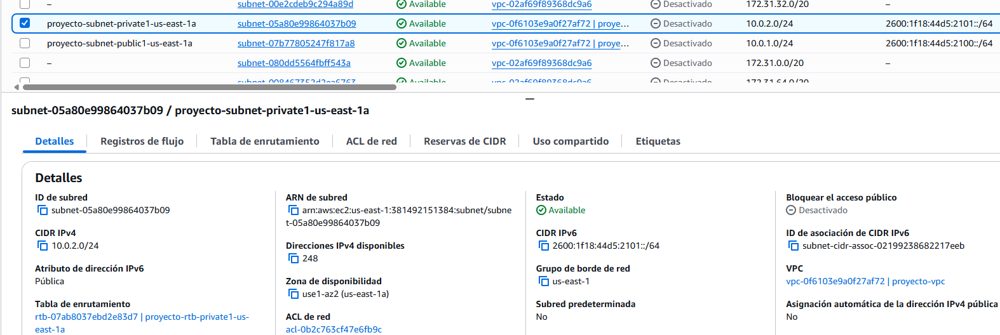 – subnet-00e2cdeb9c294a89d Available vpc-02af69f89368dc9a6 Desactivado 172.31.32.0/20 –
proyecto-subnet-private1-us-east-1a subnet-05a80e99864037b09 Available vpc-0f6103e9a0f27af72 | proye... Desactivado 10.0.2.0/24 2600:1f18:44d5:2101::/64
proyecto-subnet-public1-us-east-1a subnet-07b77805247f817a8 Available vpc-0f6103e9a0f27af72 | proye... Desactivado 10.0.1.0/24 2600:1f18:44d5:2100::/64
– subnet-080dd5564fbff543a Available vpc-02af69f89368dc9a6 Desactivado 172.31.0.0/20 –
Available vpc-02af69f89368dc9a6 Desactivado 172.31.64.0/20
subnet-05a80e99864037b09 / proyecto-subnet-private1-us-east-1a
Detalles Registros de flujo Tabla de enrutamiento ACL de red Reservas de CIDR Uso compartido Etiquetas
Detalles
ID de subred
subnet-05a80e99864037b09
CIDR IPv4
10.0.2.0/24
Atributo de dirección IPv6
Pública
Tabla de enrutamiento
rtb-07ab8037ebd2e83d7 | proyecto-rtb-private1-us-
east-1a
ARN de subred
arn:aws:ec2:us-east-1:381492151384:subnet/subne
t-05a80e99864037b09
Direcciones IPv4 disponibles
248
Zona de disponibilidad
use1-az2 (us-east-1a)
ACL de red
acl-0b2c763cf47e6fb9c
Estado
Available
CIDR IPv6
2600:1f18:44d5:2101::/64
Grupo de borde de red
us-east-1
Subred predeterminada
No
Bloquear el acceso público
Desactivado
ID de asociación de CIDR IPv6
subnet-cidr-assoc-02199238682217eeb
VPC
vpc-0f6103e9a0f27af72 | proyecto-vpc
Asignación automática de la dirección IPv4 pública
No